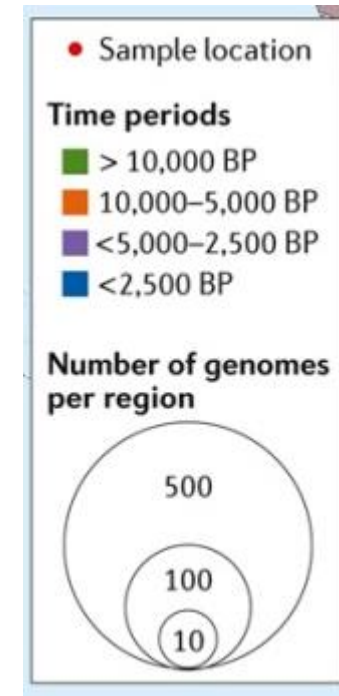 Sample location
Time periods
> 10,000 BP
10,000–5,000 BP
<5,000–2,500 BP
<2,500 BP
Number of genomes
per region
500
100
10